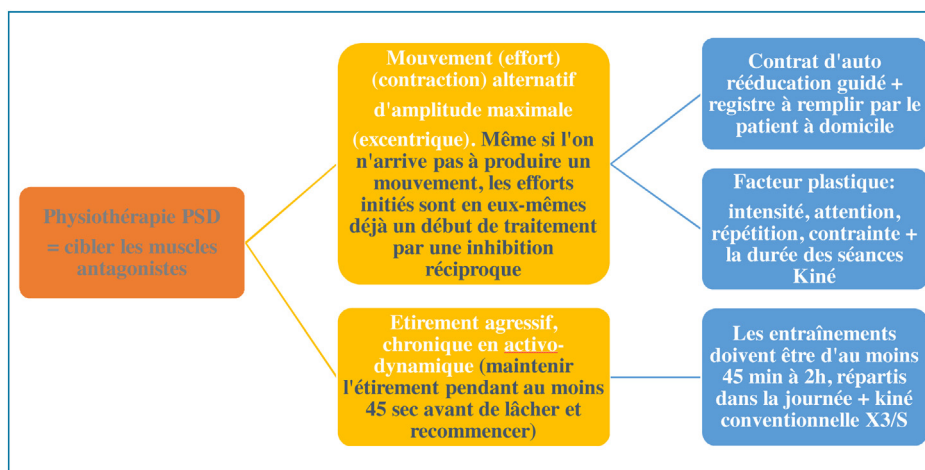 Physiothérapie PSD
= cibler les muscles
antagonistes
Mouvement (effort)
(contraction) alternatif
d'amplitude maximale
(excentrique). Même si l'on
n'arrive pas à produire un
mouvement, les efforts
initiés sont en eux-mêmes
déjà un début de traitement
par une inhibition
réciproque
Etirement agressif,
chronique en activo-
dynamique (maintenir
l'étirement pendant au moins
45 sec avant de lâcher et
recommencer)
Contrat d'auto
rééducation guidé +
registre à remplir par le
patient à domicile
Facteur plastique:
intensité, attention,
répétition, contrainte +
la durée des séances
Kiné
Les entraînements
doivent être d'au moins
45 min à 2h, répartis
dans la journée + kiné
conventionnelle X3/S